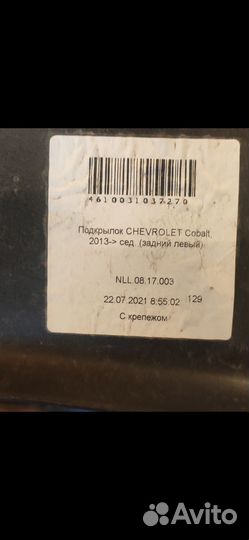 4610031037270
Подкрылок CHEVROLET Cobalt,
2013-> сед. (задний левый)
NLL.08.17.003
22.07.2021 8:55:02 129
С крепежом
Avito